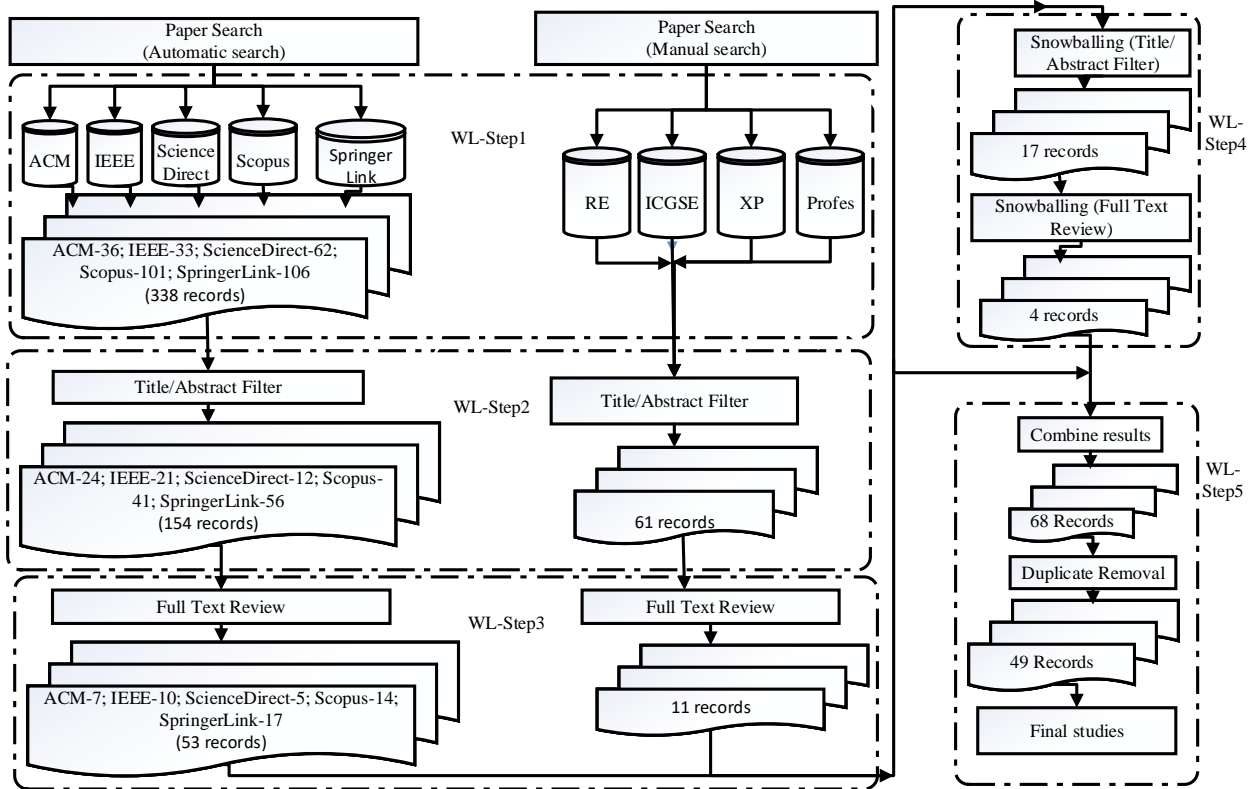 Paper Search
(Automatic search)
Paper Search
(Manual search)
WL-Step1
ACM
IEEE
Science
Direct
Scopus
Springer
Link
RE
ICGSE
XP
Profes
ACM-36; IEEE-33; ScienceDirect-62;
Scopus-101; SpringerLink-106
(338 records)
WL-Step2
Title/Abstract Filter
Title/Abstract Filter
ACM-24; IEEE-21; ScienceDirect-12; Scopus-
41; SpringerLink-56
(154 records)
61 records
WL-Step3
Full Text Review
Full Text Review
ACM-7; IEEE-10; ScienceDirect-5; Scopus-14;
SpringerLink-17
(53 records)
11 records
Snowballing (Title/
Abstract Filter)
WL-
Step4
17 records
Snowballing (Full Text
Review)
4 records
Combine results
WL-
Step5
68 Records
Duplicate Removal
49 Records
Final studies